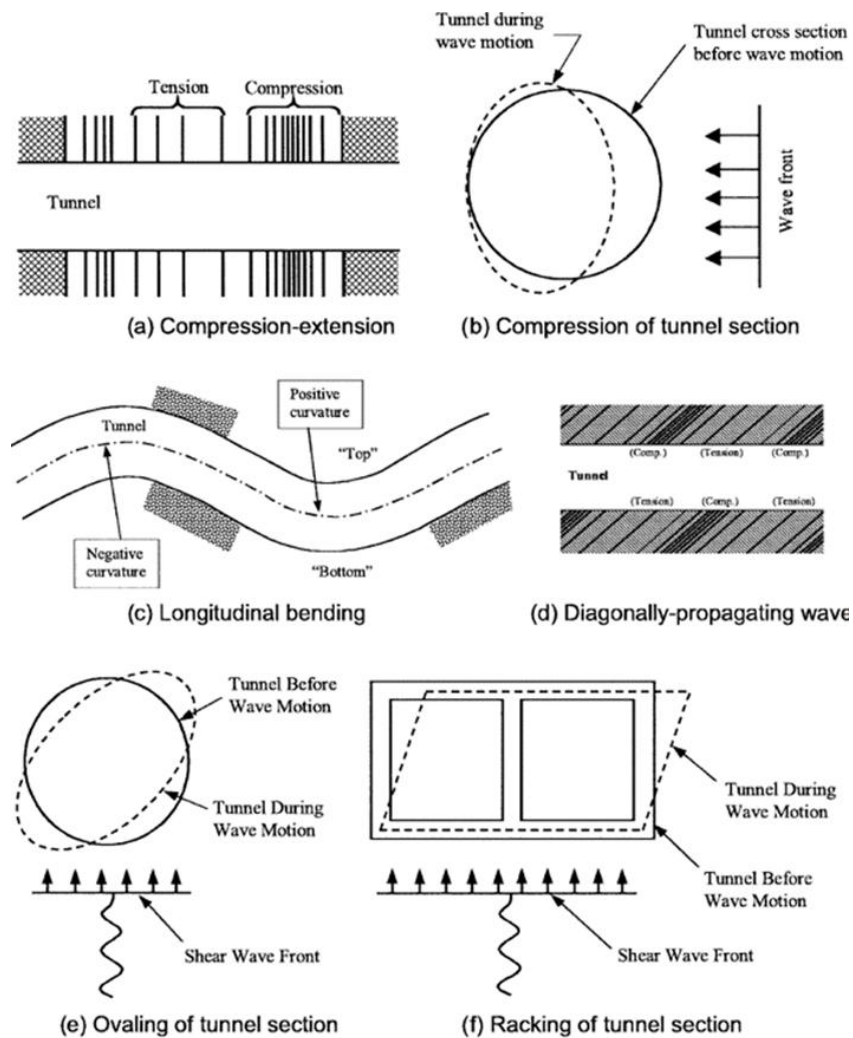 Tension
Compression
Tunnel
(a) Compression-extension
Tunnel during
wave motion
Tunnel cross section
before wave motion
Wave front
(b) Compression of tunnel section
Tunnel
Positive
curvature
"Top"
Negative
curvature
"Bottom"
(c) Longitudinal bending
(Comp.) (Tension) (Comp.)
Tunnel
(Tension) (Comp.) (Tension)
(d) Diagonally-propagating wave
Tunnel Before
Wave Motion
Tunnel During
Wave Motion
Shear Wave Front
(e) Ovaling of tunnel section
Tunnel During
Wave Motion
Tunnel Before
Wave Motion
Shear Wave Front
(f) Racking of tunnel section